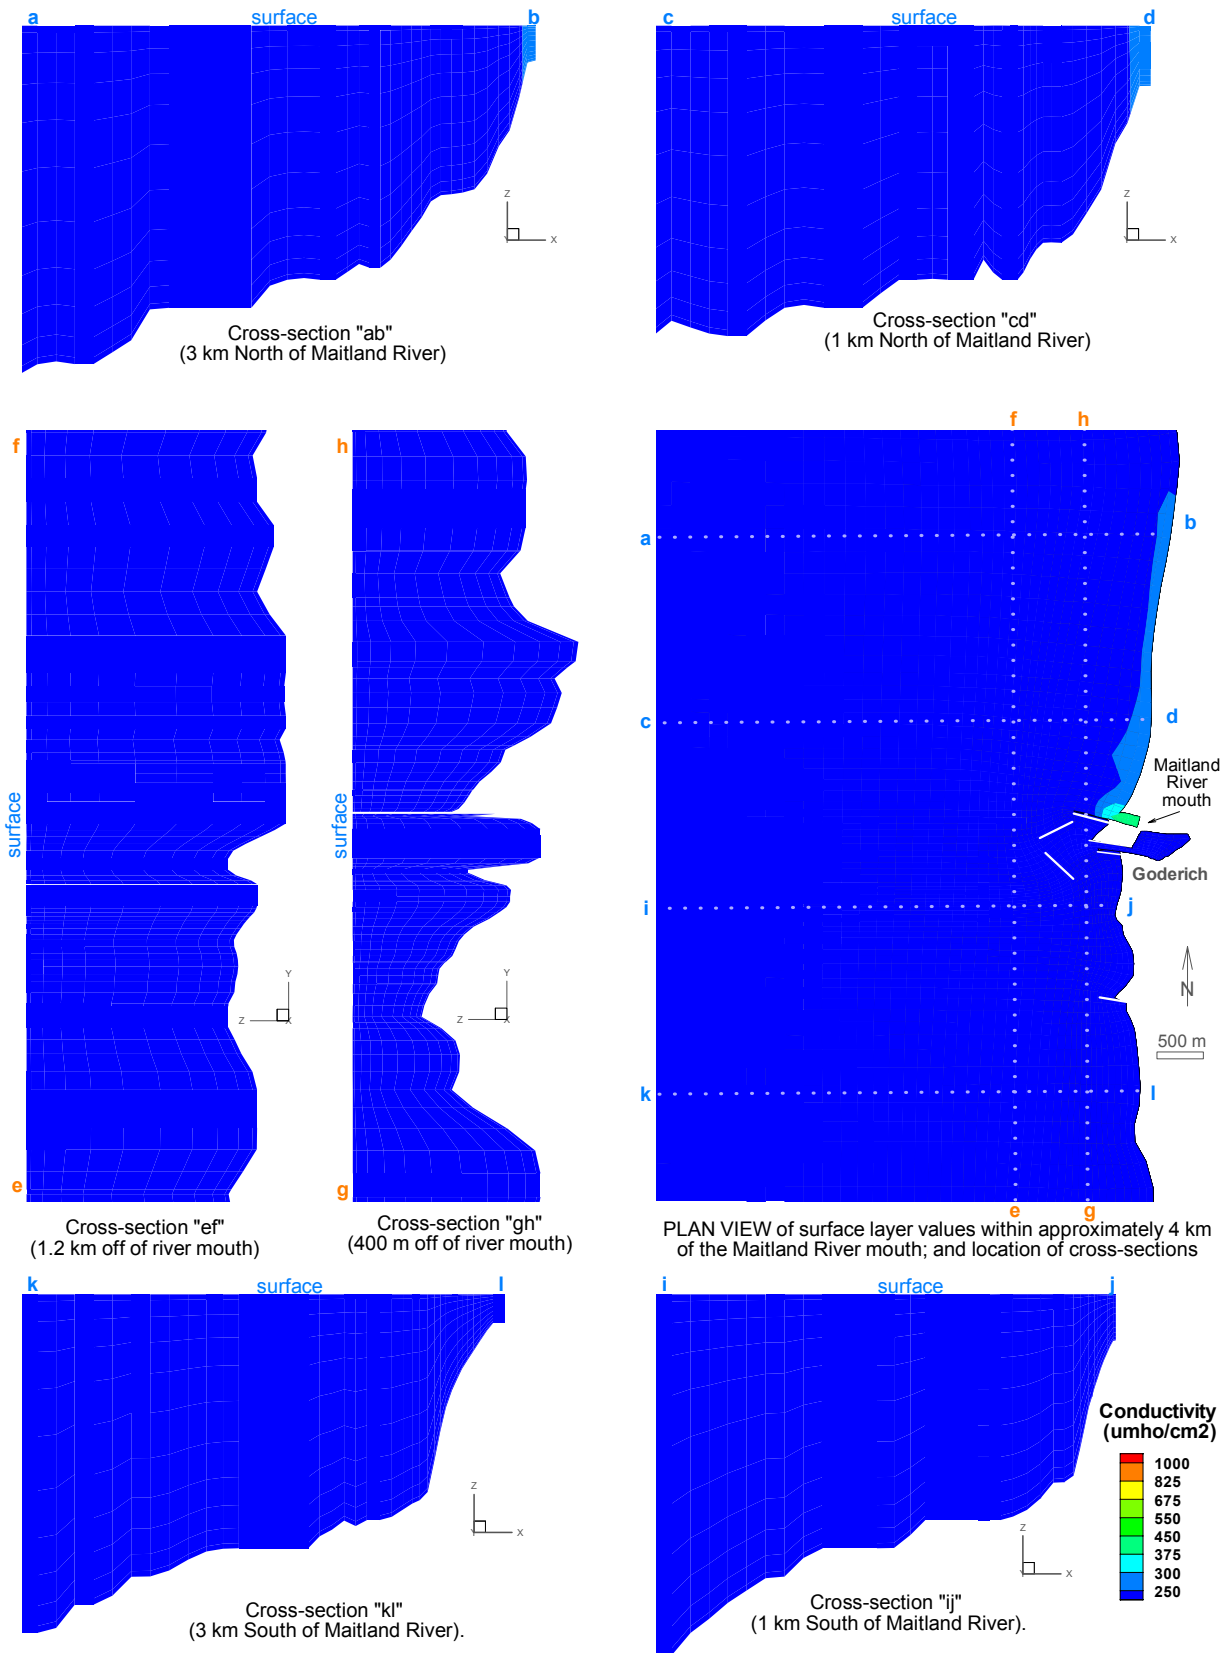 a surface b
c surface d
Z
X
Y
Z
X
Y
Cross-section "ab"
(3 km North of Maitland River)
Cross-section "cd"
(1 km North of Maitland River)
f
h
f h
a
b
c
d
surface
surface
Maitland
River
mouth
Goderich
i
j
N
500 m
k
l
Y
Z
X
Y
Z
X
e
g
e g
Cross-section "ef"
(1.2 km off of river mouth)
Cross-section "gh"
(400 m off of river mouth)
PLAN VIEW of surface layer values within approximately 4 km
of the Maitland River mouth; and location of cross-sections
k surface l
i surface j
Z
X
Y
Z
X
Y
Cross-section "kl"
(3 km South of Maitland River).
Cross-section "ij"
(1 km South of Maitland River).
Conductivity
(umho/cm2)
1000
825
675
550
450
375
300
250